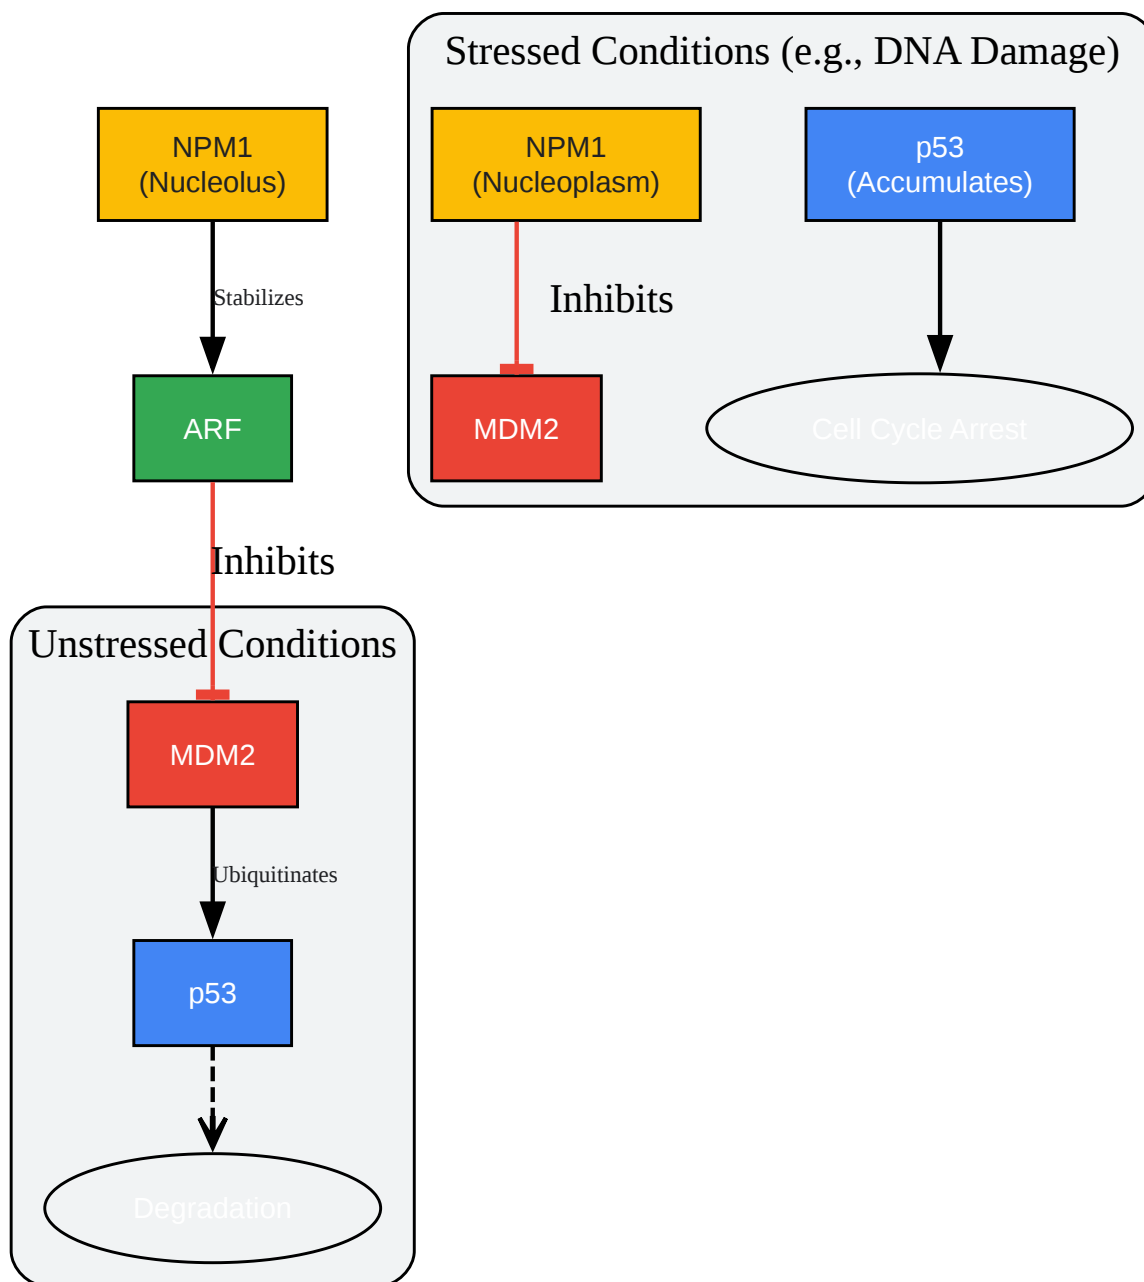 Stressed Conditions (e.g., DNA Damage)
NPM1
(Nucleolus)
NPM1
(Nucleoplasm)
p53
(Accumulates)
Stabilizes
Inhibits
ARF
MDM2
Cell Cycle Arrest
Inhibits
Unstressed Conditions
MDM2
Ubiquitinates
p53
Degradation